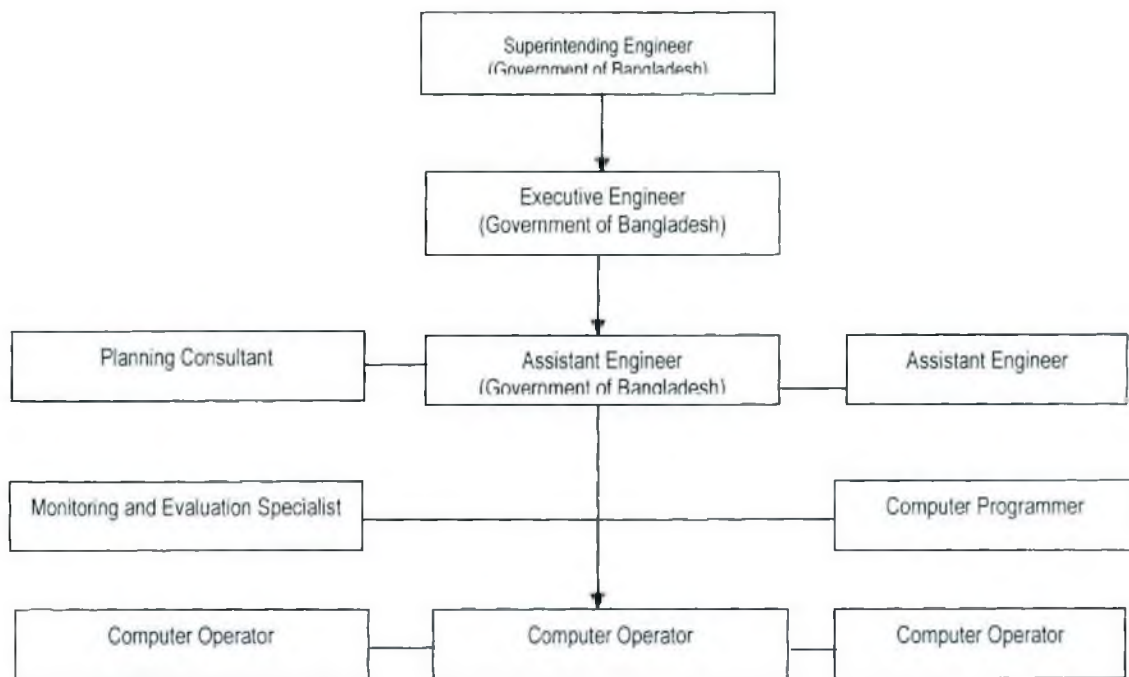 Superintending Engineer
(Government of Bangladesh)
Executive Engineer
(Government of Bangladesh)
Planning Consultant
Assistant Engineer
(Government of Bangladesh)
Assistant Engineer
Monitoring and Evaluation Specialist
Computer Programmer
Computer Operator
Computer Operator
Computer Operator